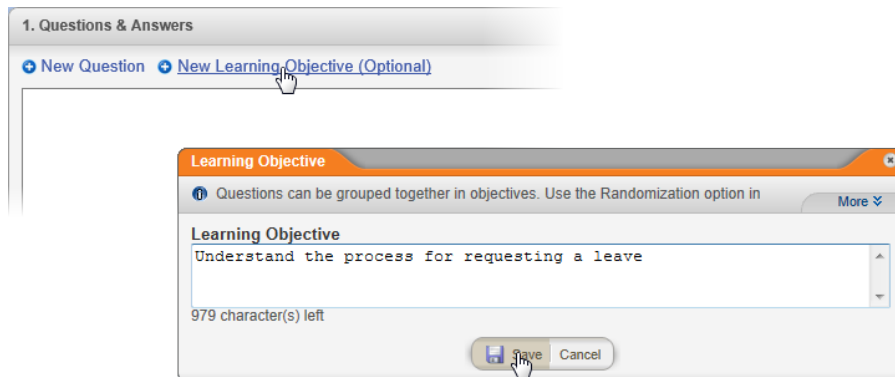 1. Questions & Answers
New Question New Learning Objective (Optional)
Learning Objective
Questions can be grouped together in objectives. Use the Randomization option in
More
Learning Objective
Understand the process for requesting a leave
979 character(s) left
Save Cancel